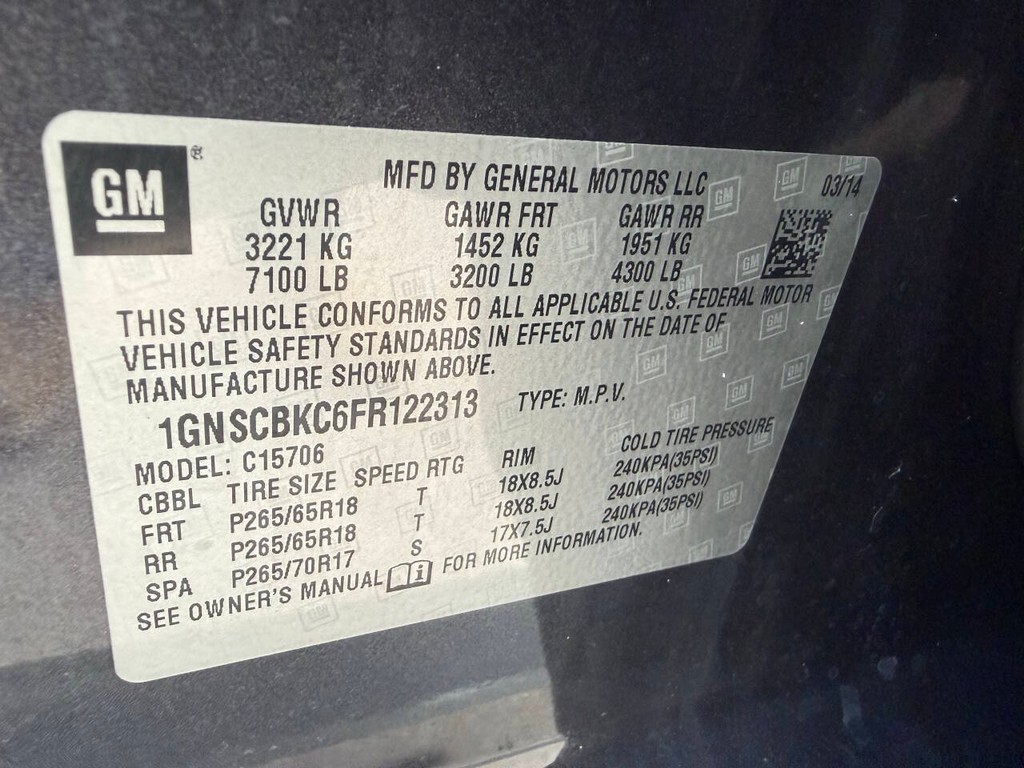 GM ®
MFD BY GENERAL MOTORS LLC 03/14
GVWR GAWR FRT GAWR RR
3221 KG 1452 KG 1951 KG
7100 LB 3200 LB 4300 LB
THIS VEHICLE CONFORMS TO ALL APPLICABLE U.S. FEDERAL MOTOR
VEHICLE SAFETY STANDARDS IN EFFECT ON THE DATE OF
MANUFACTURE SHOWN ABOVE.
1GNSCBKC6FR122313 TYPE: M.P.V.
MODEL: C15706
CBBL TIRE SIZE SPEED RTG RIM COLD TIRE PRESSURE
FRT P265/65R18 T 18X8.5J 240KPA(35PSI)
RR P265/65R18 T 18X8.5J 240KPA(35PSI)
SPA P265/70R17 S 17X7.5J 240KPA(35PSI)
SEE OWNER'S MANUAL i FOR MORE INFORMATION.